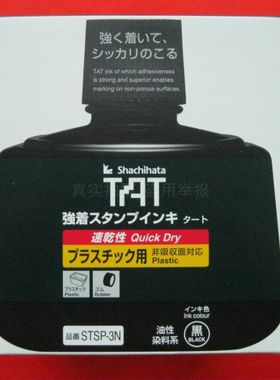 強く着いて、
シッカリのこる
TAT ink of which adhesiveness
is strong and superior enables
marking on non-porous surfaces.
Shachihata
TAT
強着スタンプインキ タート
速乾性 Quick Dry
プラスチック用 非吸収面対応
Plastic
プラスチック
Plastic
ゴム
Rubber
インキ色
Ink colour
品番 STSP-3N
油性
染料系
黒
BLACK